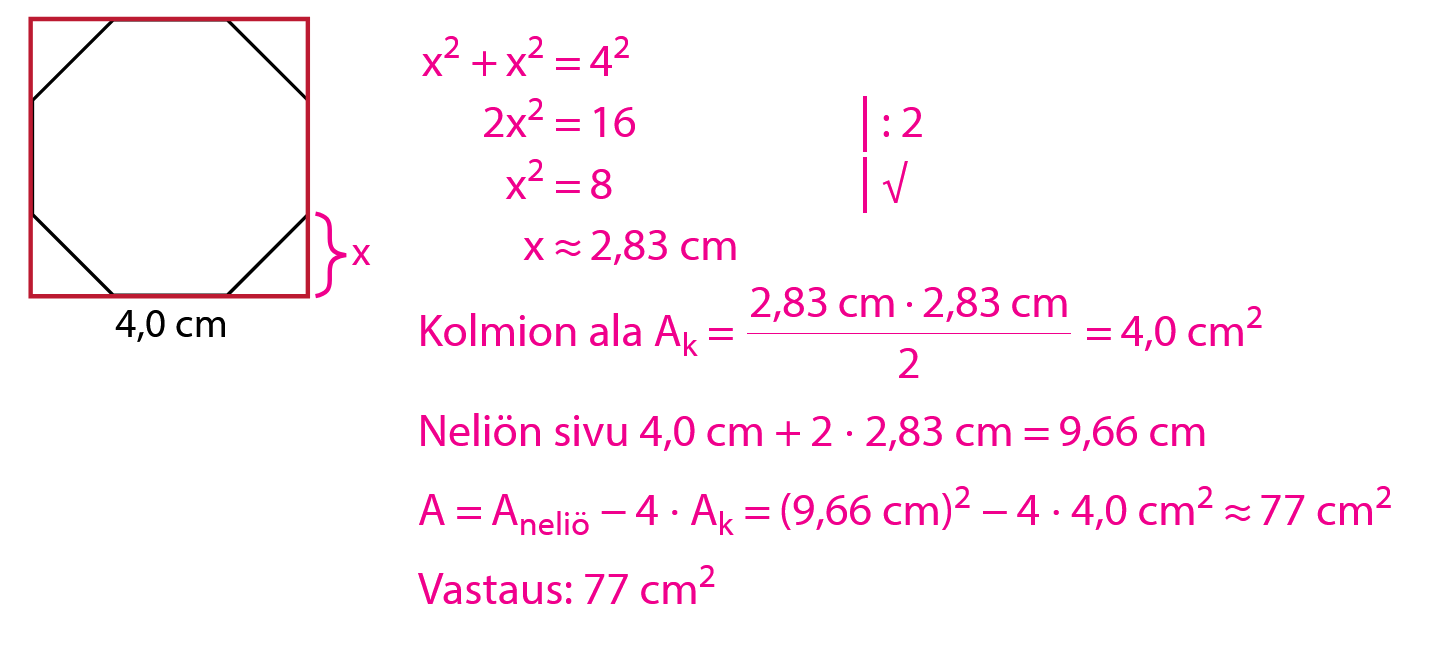 x² + x² = 4²
2x² = 16 | : 2
x² = 8 | √
x ≈ 2,83 cm
x
4,0 cm
Kolmion ala Aₖ = (2,83 cm · 2,83 cm) / 2 = 4,0 cm²
Neliön sivu 4,0 cm + 2 · 2,83 cm = 9,66 cm
A = A_neliö − 4 · Aₖ = (9,66 cm)² − 4 · 4,0 cm² ≈ 77 cm²
Vastaus: 77 cm²